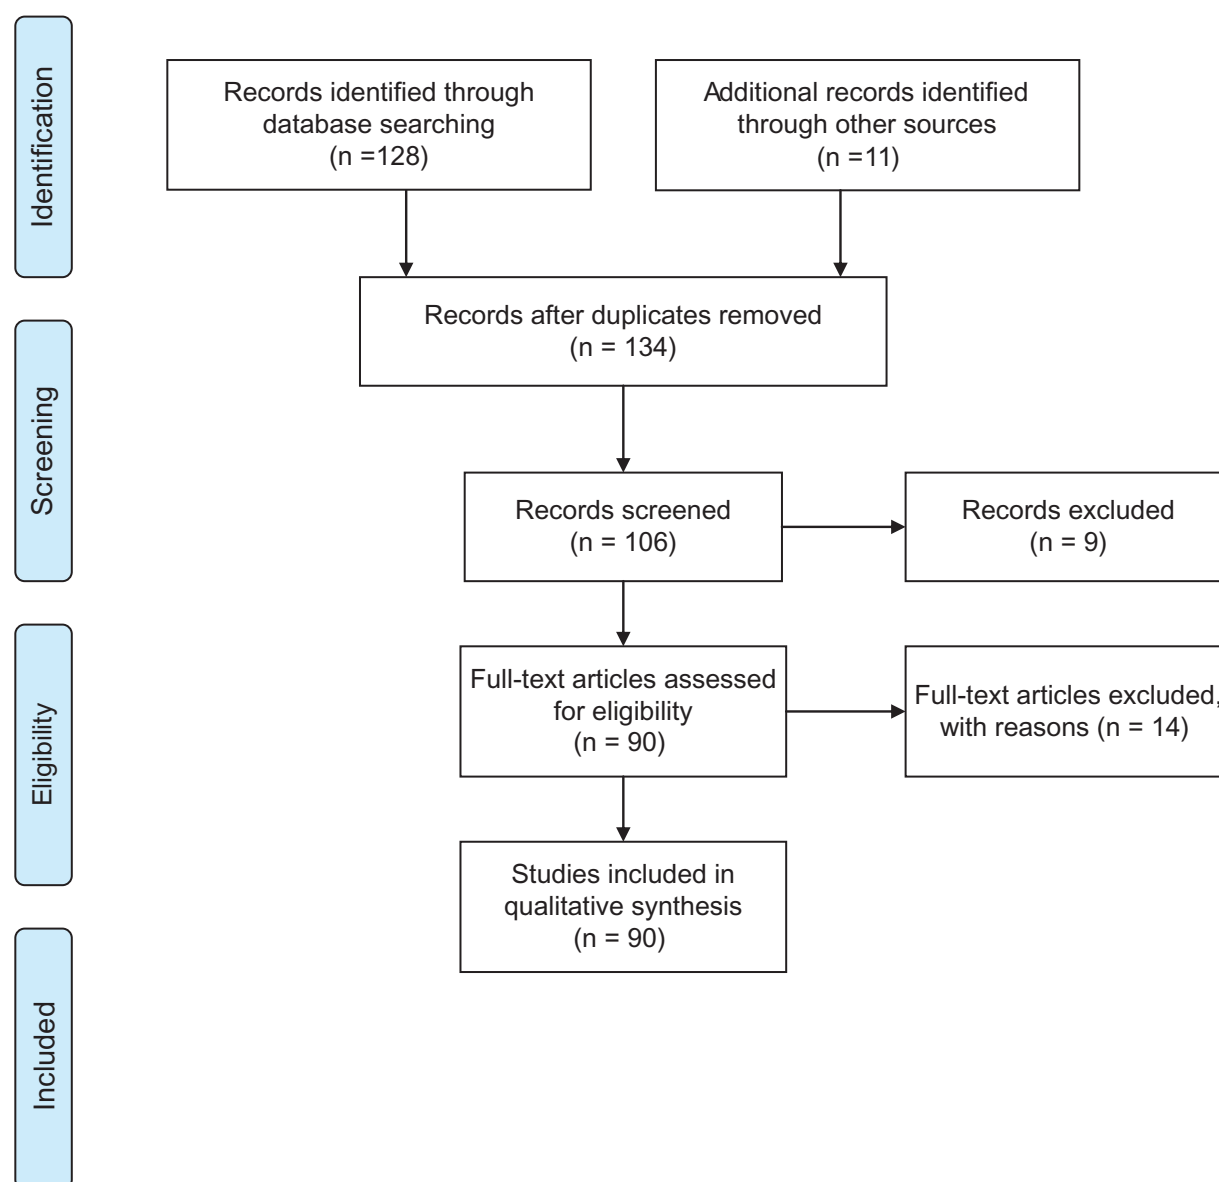 Identification
Records identified through
database searching
(n =128)
Additional records identified
through other sources
(n =11)
Records after duplicates removed
(n = 134)
Screening
Records screened
(n = 106)
Records excluded
(n = 9)
Eligibility
Full-text articles assessed
for eligibility
(n = 90)
Full-text articles excluded,
with reasons (n = 14)
Studies included in
qualitative synthesis
(n = 90)
Included